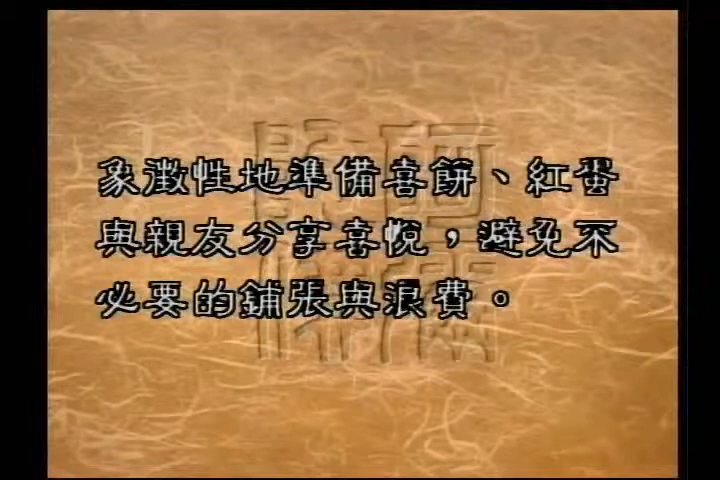 象徵性地準備喜餅、紅蛋
與親友分享喜悅，避免不
必要的鋪張與浪費。